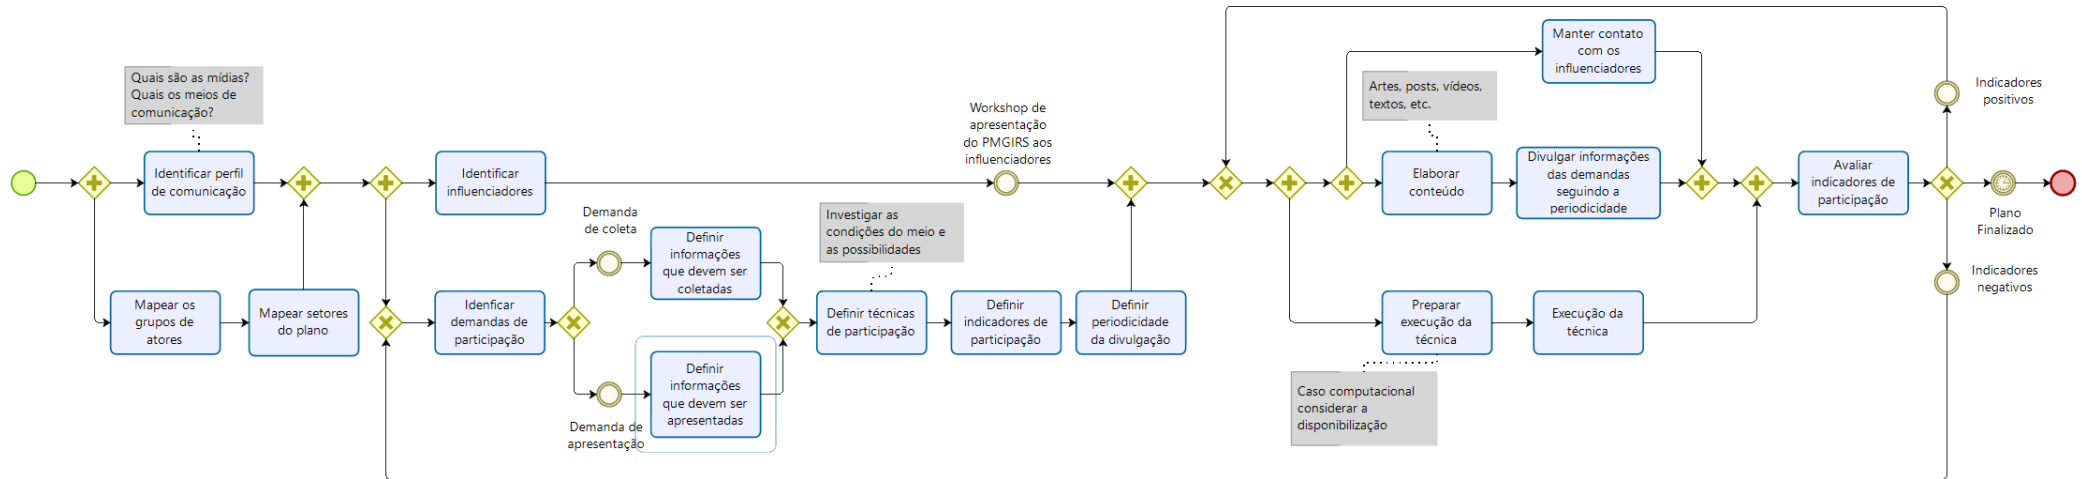 Quais são as mídias?
Quais os meios de
comunicação?
Identificar perfil
de comunicação
Mapear os
grupos de
atores
Mapear setores
do plano
Identificar
influenciadores
Idenficar
demandas de
participação
Demanda
de coleta
Definir
informações
que devem ser
coletadas
Demanda de
apresentação
Definir
informações
que devem ser
apresentadas
Investigar as
condições do meio e
as possibilidades
Definir técnicas
de participação
Definir
indicadores de
participação
Definir
periodicidade
da divulgação
Workshop de
apresentação
do PMGIRS aos
influenciadores
Manter contato
com os
influenciadores
Artes, posts, vídeos,
textos, etc.
Elaborar
conteúdo
Divulgar informações
das demandas
seguindo a
periodicidade
Preparar
execução da
técnica
Execução da
técnica
Caso computacional
considerar a
disponibilização
Avaliar
indicadores de
participação
Indicadores
positivos
Plano
Finalizado
Indicadores
negativos